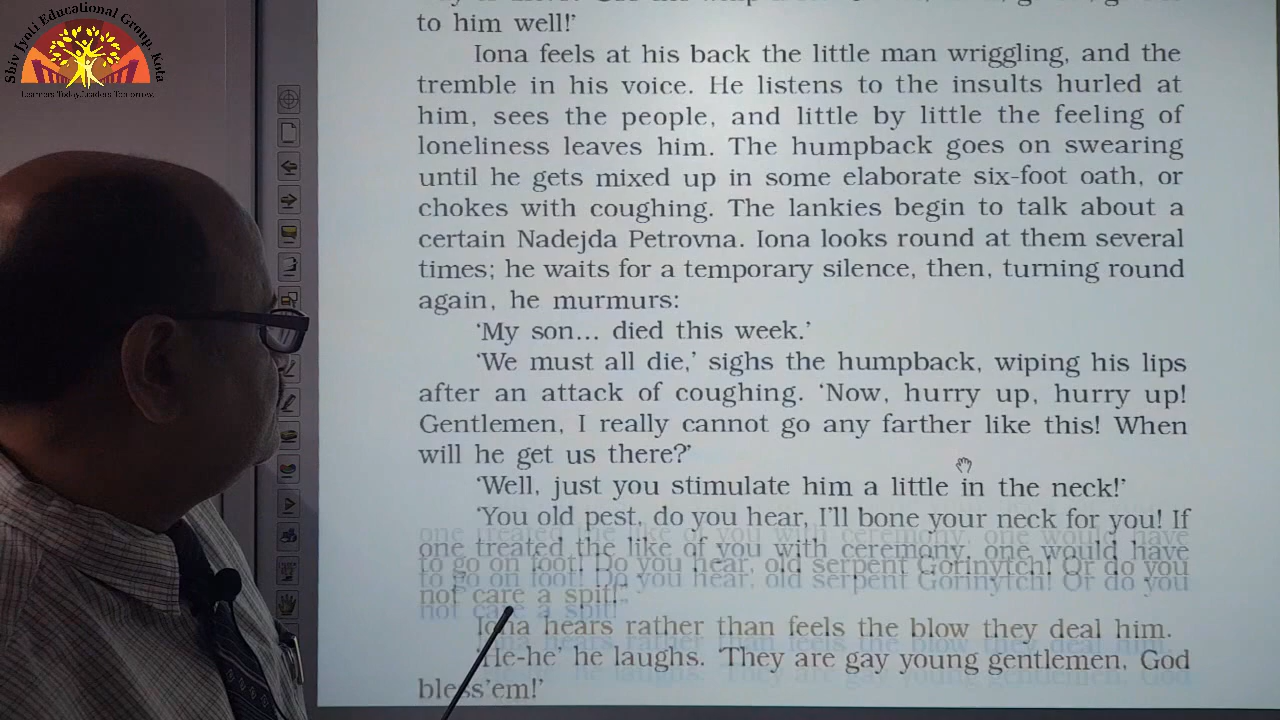 Shiv Jyoti Educational Group, Kota
Learners Today, Leaders Tomorrow
to him well!'
Iona feels at his back the little man wriggling, and the
tremble in his voice. He listens to the insults hurled at
him, sees the people, and little by little the feeling of
loneliness leaves him. The humpback goes on swearing
until he gets mixed up in some elaborate six-foot oath, or
chokes with coughing. The lankies begin to talk about a
certain Nadejda Petrovna. Iona looks round at them several
times; he waits for a temporary silence, then, turning round
again, he murmurs:
'My son... died this week.'
'We must all die,' sighs the humpback, wiping his lips
after an attack of coughing. 'Now, hurry up, hurry up!
Gentlemen, I really cannot go any farther like this! When
will he get us there?'
'Well, just you stimulate him a little in the neck!'
'You old pest, do you hear, I'll bone your neck for you! If
one treated the like of you with ceremony, one would have
to go on foot! Do you hear, old serpent Gorinytch! Or do you
not care a spit!'
Iona hears rather than feels the blow they deal him.
'He-he' he laughs. 'They are gay young gentlemen, God
bless'em!'